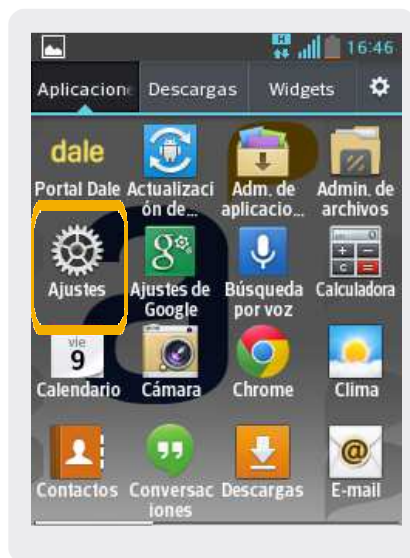 H 16:46
Aplicacion Descargas Widgets
dale
Portal Dale Actualizaci Adm. de Admin. de
ón de... aplicacio... archivos
g
Ajustes Ajustes de Búsqueda Calculadora
Google por voz
vie
9
Calendario Cámara Chrome Clima
Contactos Conversac Descargas E-mail
iones